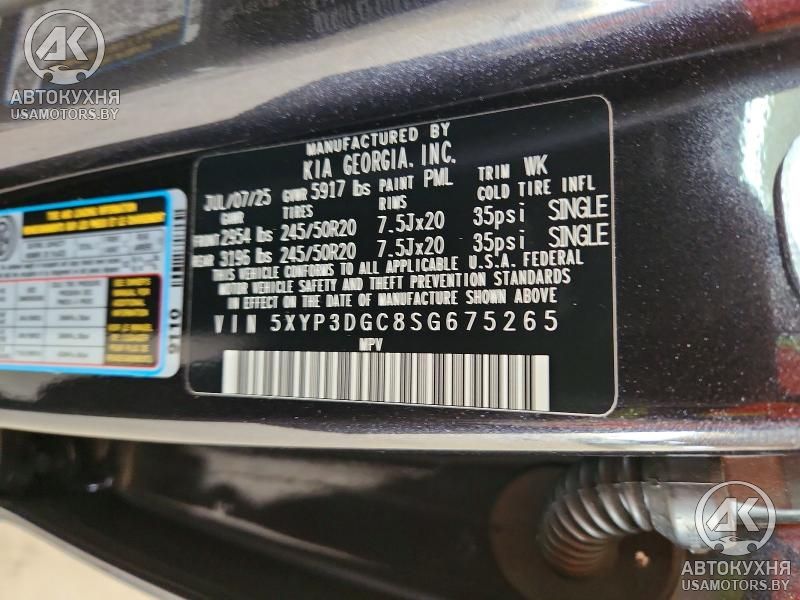 АВТОКУХНЯ
USAMOTORS.BY
MANUFACTURED BY
KIA GEORGIA, INC.
JUL/07/25 GVWR 5917 lbs PAINT PML TRIM WK
GAWR TIRES RIMS COLD TIRE INFL
FRONT 2954 lbs 245/50R20 7.5Jx20 35psi SINGLE
REAR 3196 lbs 245/50R20 7.5Jx20 35psi SINGLE
THIS VEHICLE CONFORMS TO ALL APPLICABLE U.S.A. FEDERAL
MOTOR VEHICLE SAFETY AND THEFT PREVENTION STANDARDS
IN EFFECT ON THE DATE OF MANUFACTURE SHOWN ABOVE
VIN 5XYP3DGC8SG675265
MPV
9110
АВТОКУХНЯ
USAMOTORS.BY